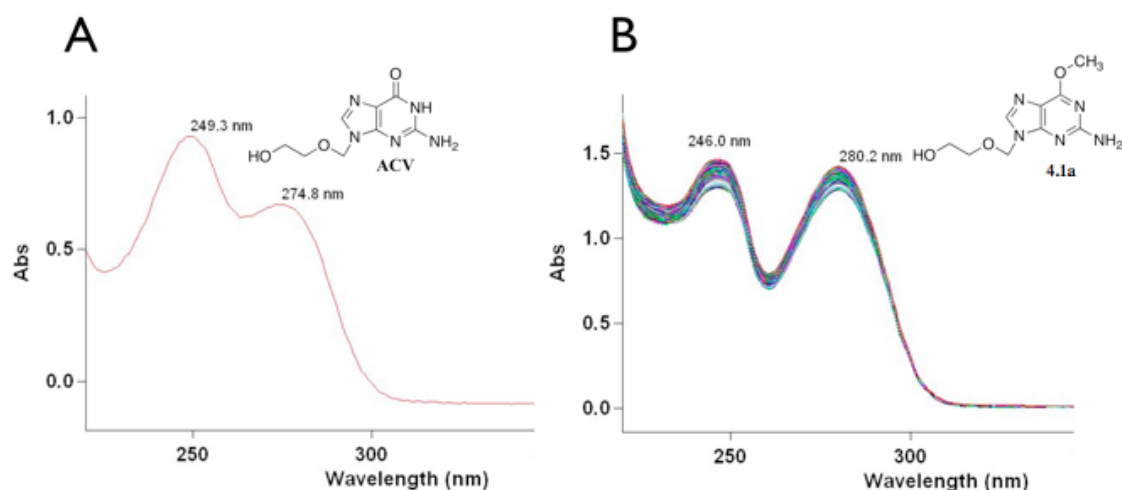 A
O
N
NH
N
N
NH2
O
HO
ACV
249.3 nm
274.8 nm
1.0
0.5
0.0
Abs
250
300
Wavelength (nm)
B
CH3
O
N
N
N
N
NH2
O
HO
4.1a
246.0 nm
280.2 nm
1.5
1.0
0.5
0.0
Abs
250
300
Wavelength (nm)